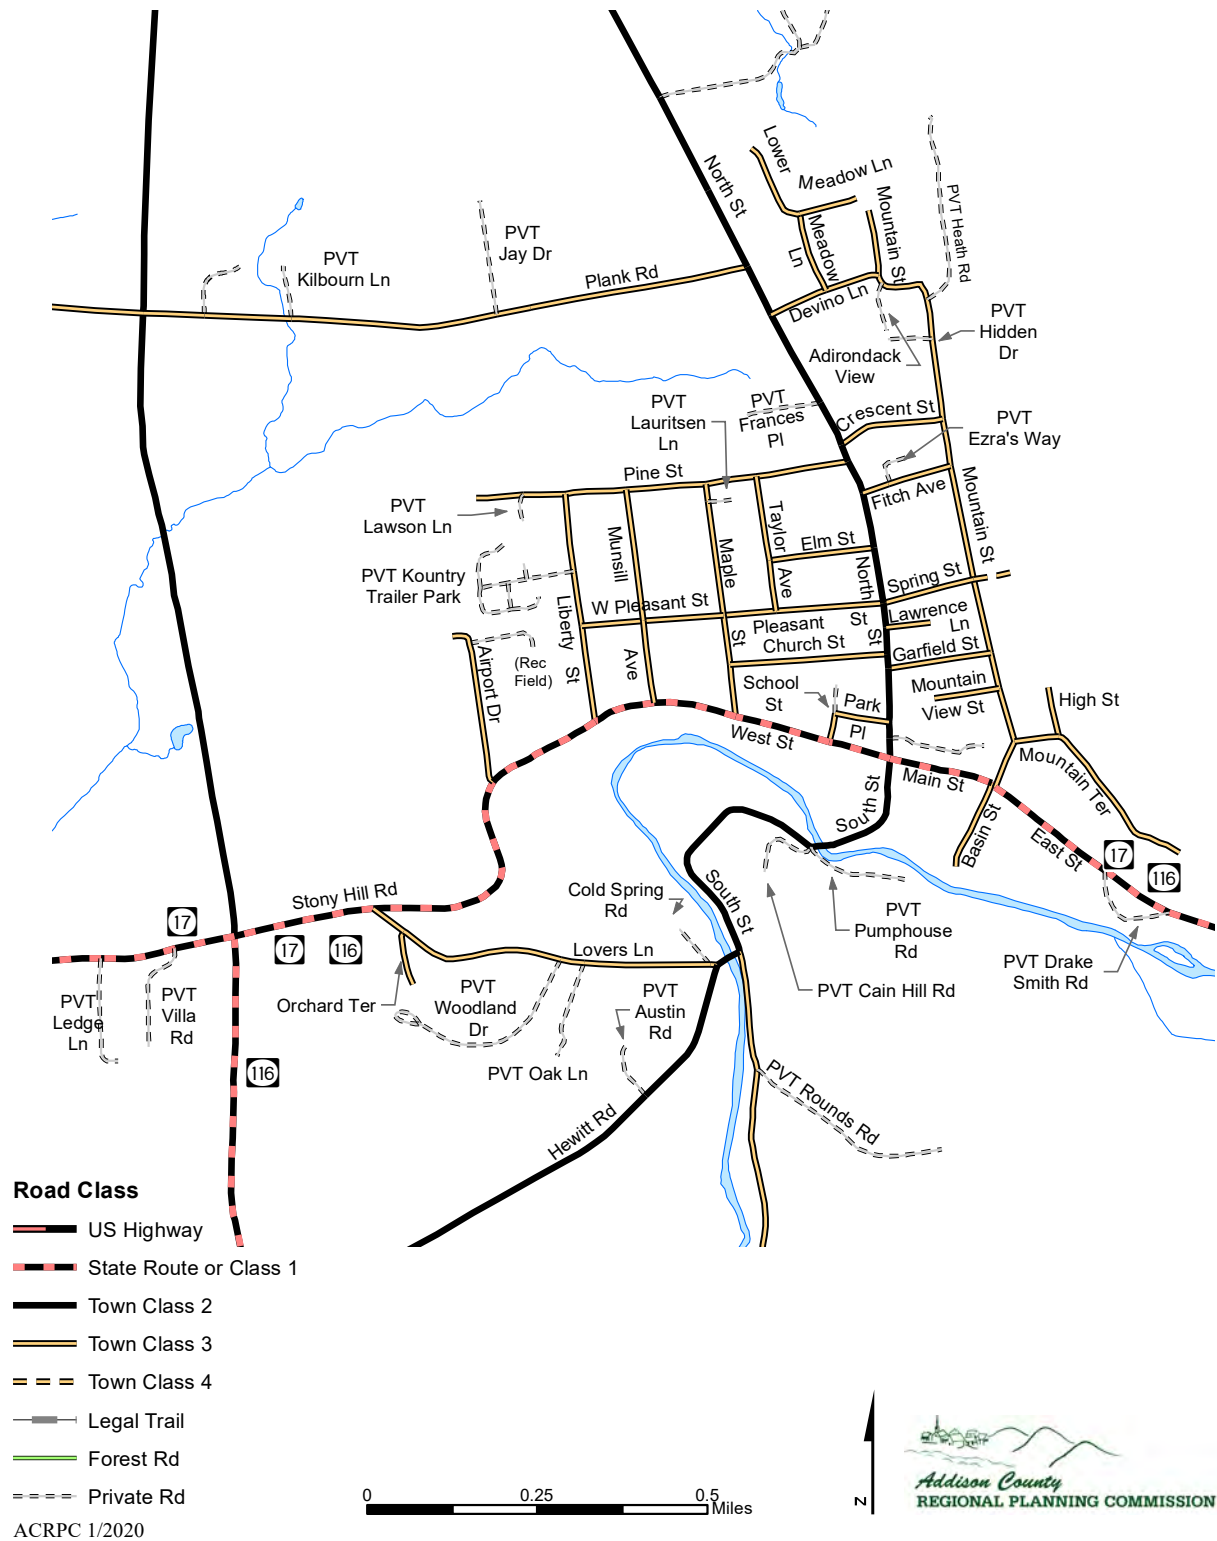 Lower
Meadow Ln
North St
Mountain St
PVT Heath Rd
Meadow
Ln
PVT
Jay Dr
PVT
Kilbourn Ln
Plank Rd
Devino Ln
PVT
Hidden
Dr
Adirondack
View
PVT
Lauritsen
Ln
PVT
Frances
Pl
Crescent St
PVT
Ezra's Way
Pine St
Fitch Ave
Mountain St
PVT
Lawson Ln
Munsill
Ave
Maple
St
Taylor
Ave
Elm St
North
St
Spring St
PVT Kountry
Trailer Park
Liberty
St
W Pleasant St
Pleasant St
Lawrence
Ln
Church St
Garfield St
Airport Dr
(Rec
Field)
School
St
Park
Pl
Mountain
View St
High St
West St
Main St
Mountain Ter
South St
Basin St
East St
17
116
Stony Hill Rd
Cold Spring
Rd
South St
17
17
116
Lovers Ln
PVT
Pumphouse
Rd
PVT Drake
Smith Rd
PVT Cain Hill Rd
Orchard Ter
PVT
Woodland
Dr
PVT
Austin
Rd
PVT
Ledge
Ln
PVT
Villa
Rd
116
PVT Oak Ln
PVT Rounds Rd
Hewitt Rd
Road Class
US Highway
State Route or Class 1
Town Class 2
Town Class 3
Town Class 4
Legal Trail
Forest Rd
Private Rd
ACRPC 1/2020
0 0.25 0.5
Miles
N
Addison County
REGIONAL PLANNING COMMISSION